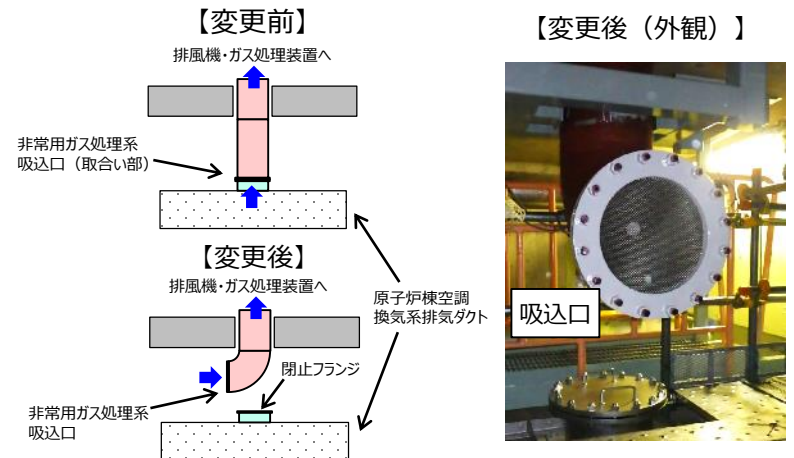 【変更前】
排風機・ガス処理装置へ
非常用ガス処理系
吸込口（取合い部）
【変更後】
排風機・ガス処理装置へ
原子炉棟空調
換気系排気ダクト
閉止フランジ
非常用ガス処理系
吸込口
【変更後（外観）】
吸込口